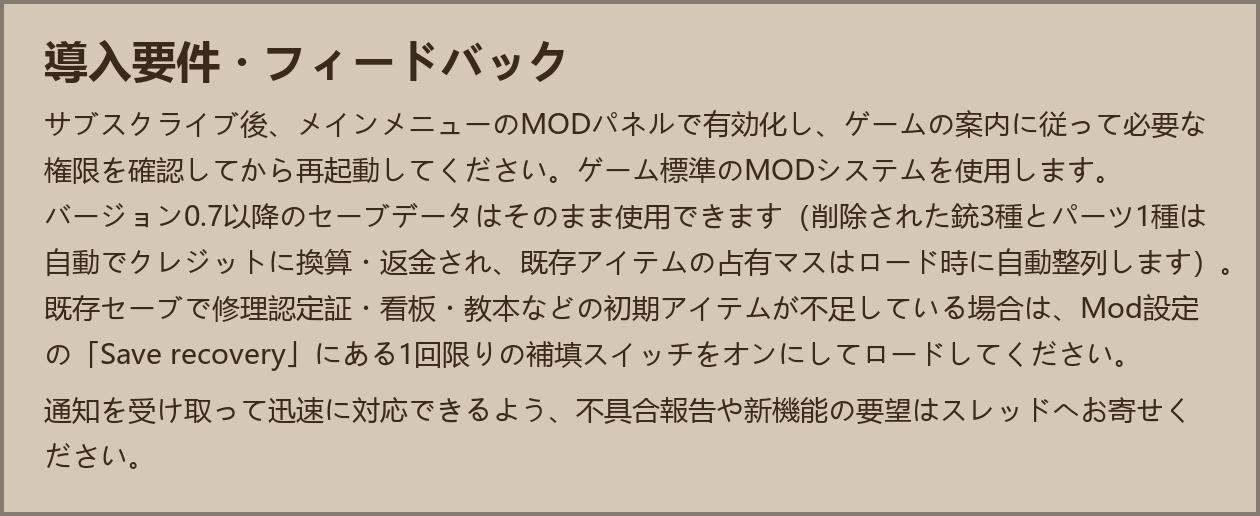 導入要件・フィードバック
サブスクライブ後、メインメニューのMODパネルで有効化し、ゲームの案内に従って必要な
権限を確認してから再起動してください。ゲーム標準のMODシステムを使用します。
バージョン0.7以降のセーブデータはそのまま使用できます（削除された銃3種とパーツ1種は
自動でクレジットに換算・返金され、既存アイテムの占有マスはロード時に自動整列します）。
既存セーブで修理認定証・看板・教本などの初期アイテムが不足している場合は、Mod設定
の「Save recovery」にある1回限りの補填スイッチをオンにしてロードしてください。
通知を受け取って迅速に対応できるよう、不具合報告や新機能の要望はスレッドへお寄せく
ださい。